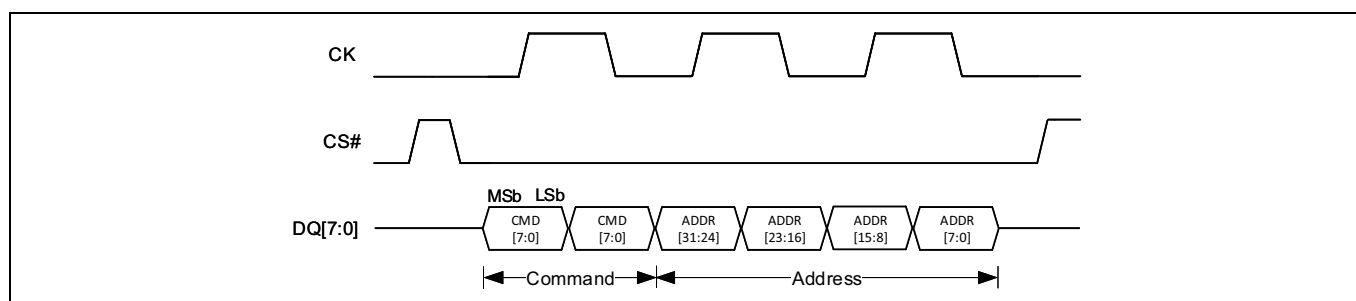 CK
CS#
MSb LSb
DQ[7:0]
CMD [7:0]
CMD [7:0]
ADDR [31:24]
ADDR [23:16]
ADDR [15:8]
ADDR [7:0]
Command
Address